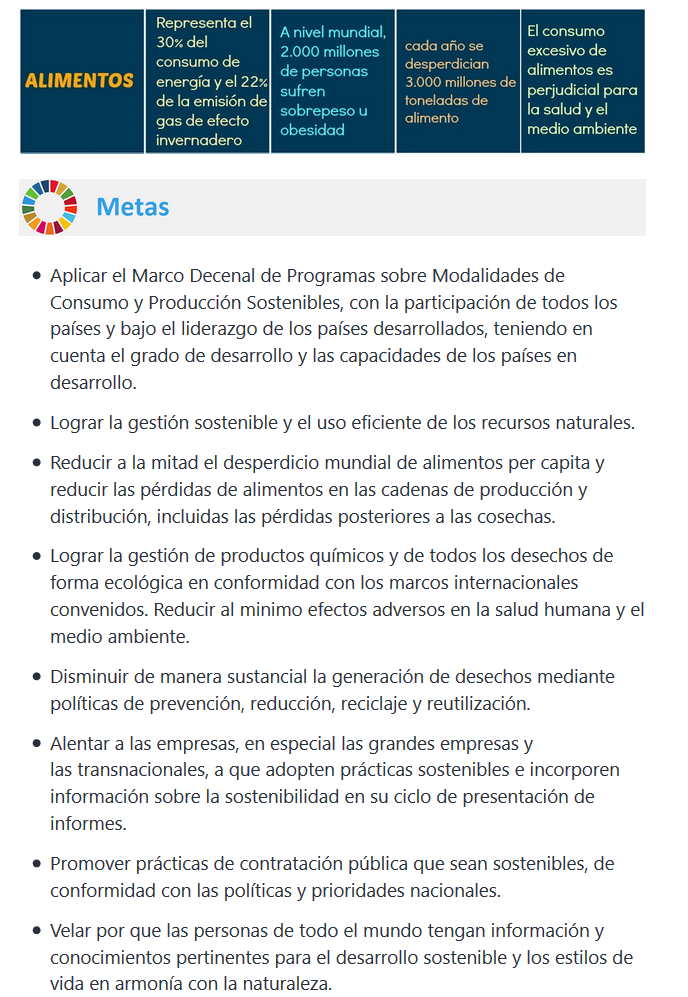 ALIMENTOS
Representa el
30% del
consumo de
energía y el 22%
de la emisión de
gas de efecto
invernadero
A nivel mundial,
2.000 millones
de personas
sufren
sobrepeso u
obesidad
cada año se
desperdician
3.000 millones de
toneladas de
alimento
El consumo
excesivo de
alimentos es
perjudicial para
la salud y el
medio ambiente
Metas
• Aplicar el Marco Decenal de Programas sobre Modalidades de
Consumo y Producción Sostenibles, con la participación de todos los
países y bajo el liderazgo de los países desarrollados, teniendo en
cuenta el grado de desarrollo y las capacidades de los países en
desarrollo.
• Lograr la gestión sostenible y el uso eficiente de los recursos naturales.
• Reducir a la mitad el desperdicio mundial de alimentos per capita y
reducir las pérdidas de alimentos en las cadenas de producción y
distribución, incluidas las pérdidas posteriores a las cosechas.
• Lograr la gestión de productos químicos y de todos los desechos de
forma ecológica en conformidad con los marcos internacionales
convenidos. Reducir al minimo efectos adversos en la salud humana y el
medio ambiente.
• Disminuir de manera sustancial la generación de desechos mediante
políticas de prevención, reducción, reciclaje y reutilización.
• Alentar a las empresas, en especial las grandes empresas y
las transnacionales, a que adopten prácticas sostenibles e incorporen
información sobre la sostenibilidad en su ciclo de presentación de
informes.
• Promover prácticas de contratación pública que sean sostenibles, de
conformidad con las políticas y prioridades nacionales.
• Velar por que las personas de todo el mundo tengan información y
conocimientos pertinentes para el desarrollo sostenible y los estilos de
vida en armonía con la naturaleza.